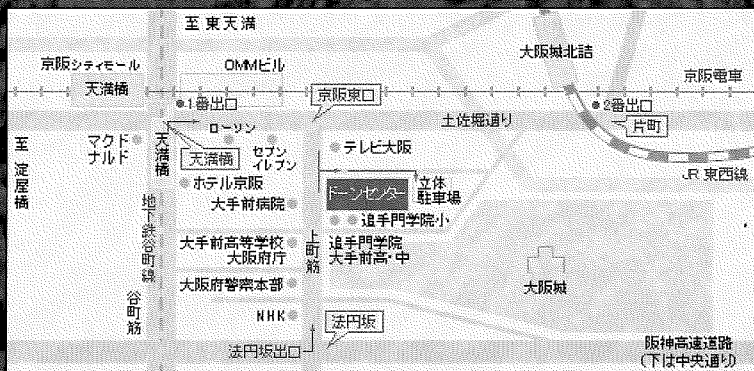 至東天満
大阪城北詰
京阪シティモール
OMMビル
京阪電車
天満橋
1番出口
京阪東口
2番出口
土佐堀通り
片町
ローソン
至淀屋橋
マクド
ナルド
天満橋
天満橋
セブン
イレブン
テレビ大阪
JR東西線
ホテル京阪
ドーンセンター
立体
駐車場
大手前病院
追手門学院小
地下鉄谷町線
大手前高等学校
大阪府庁
上町筋
追手門学院
大手前高・中
大阪府警察本部
大阪城
谷町筋
NHK
法円坂
法円坂出口
阪神高速道路
(下は中央通り)